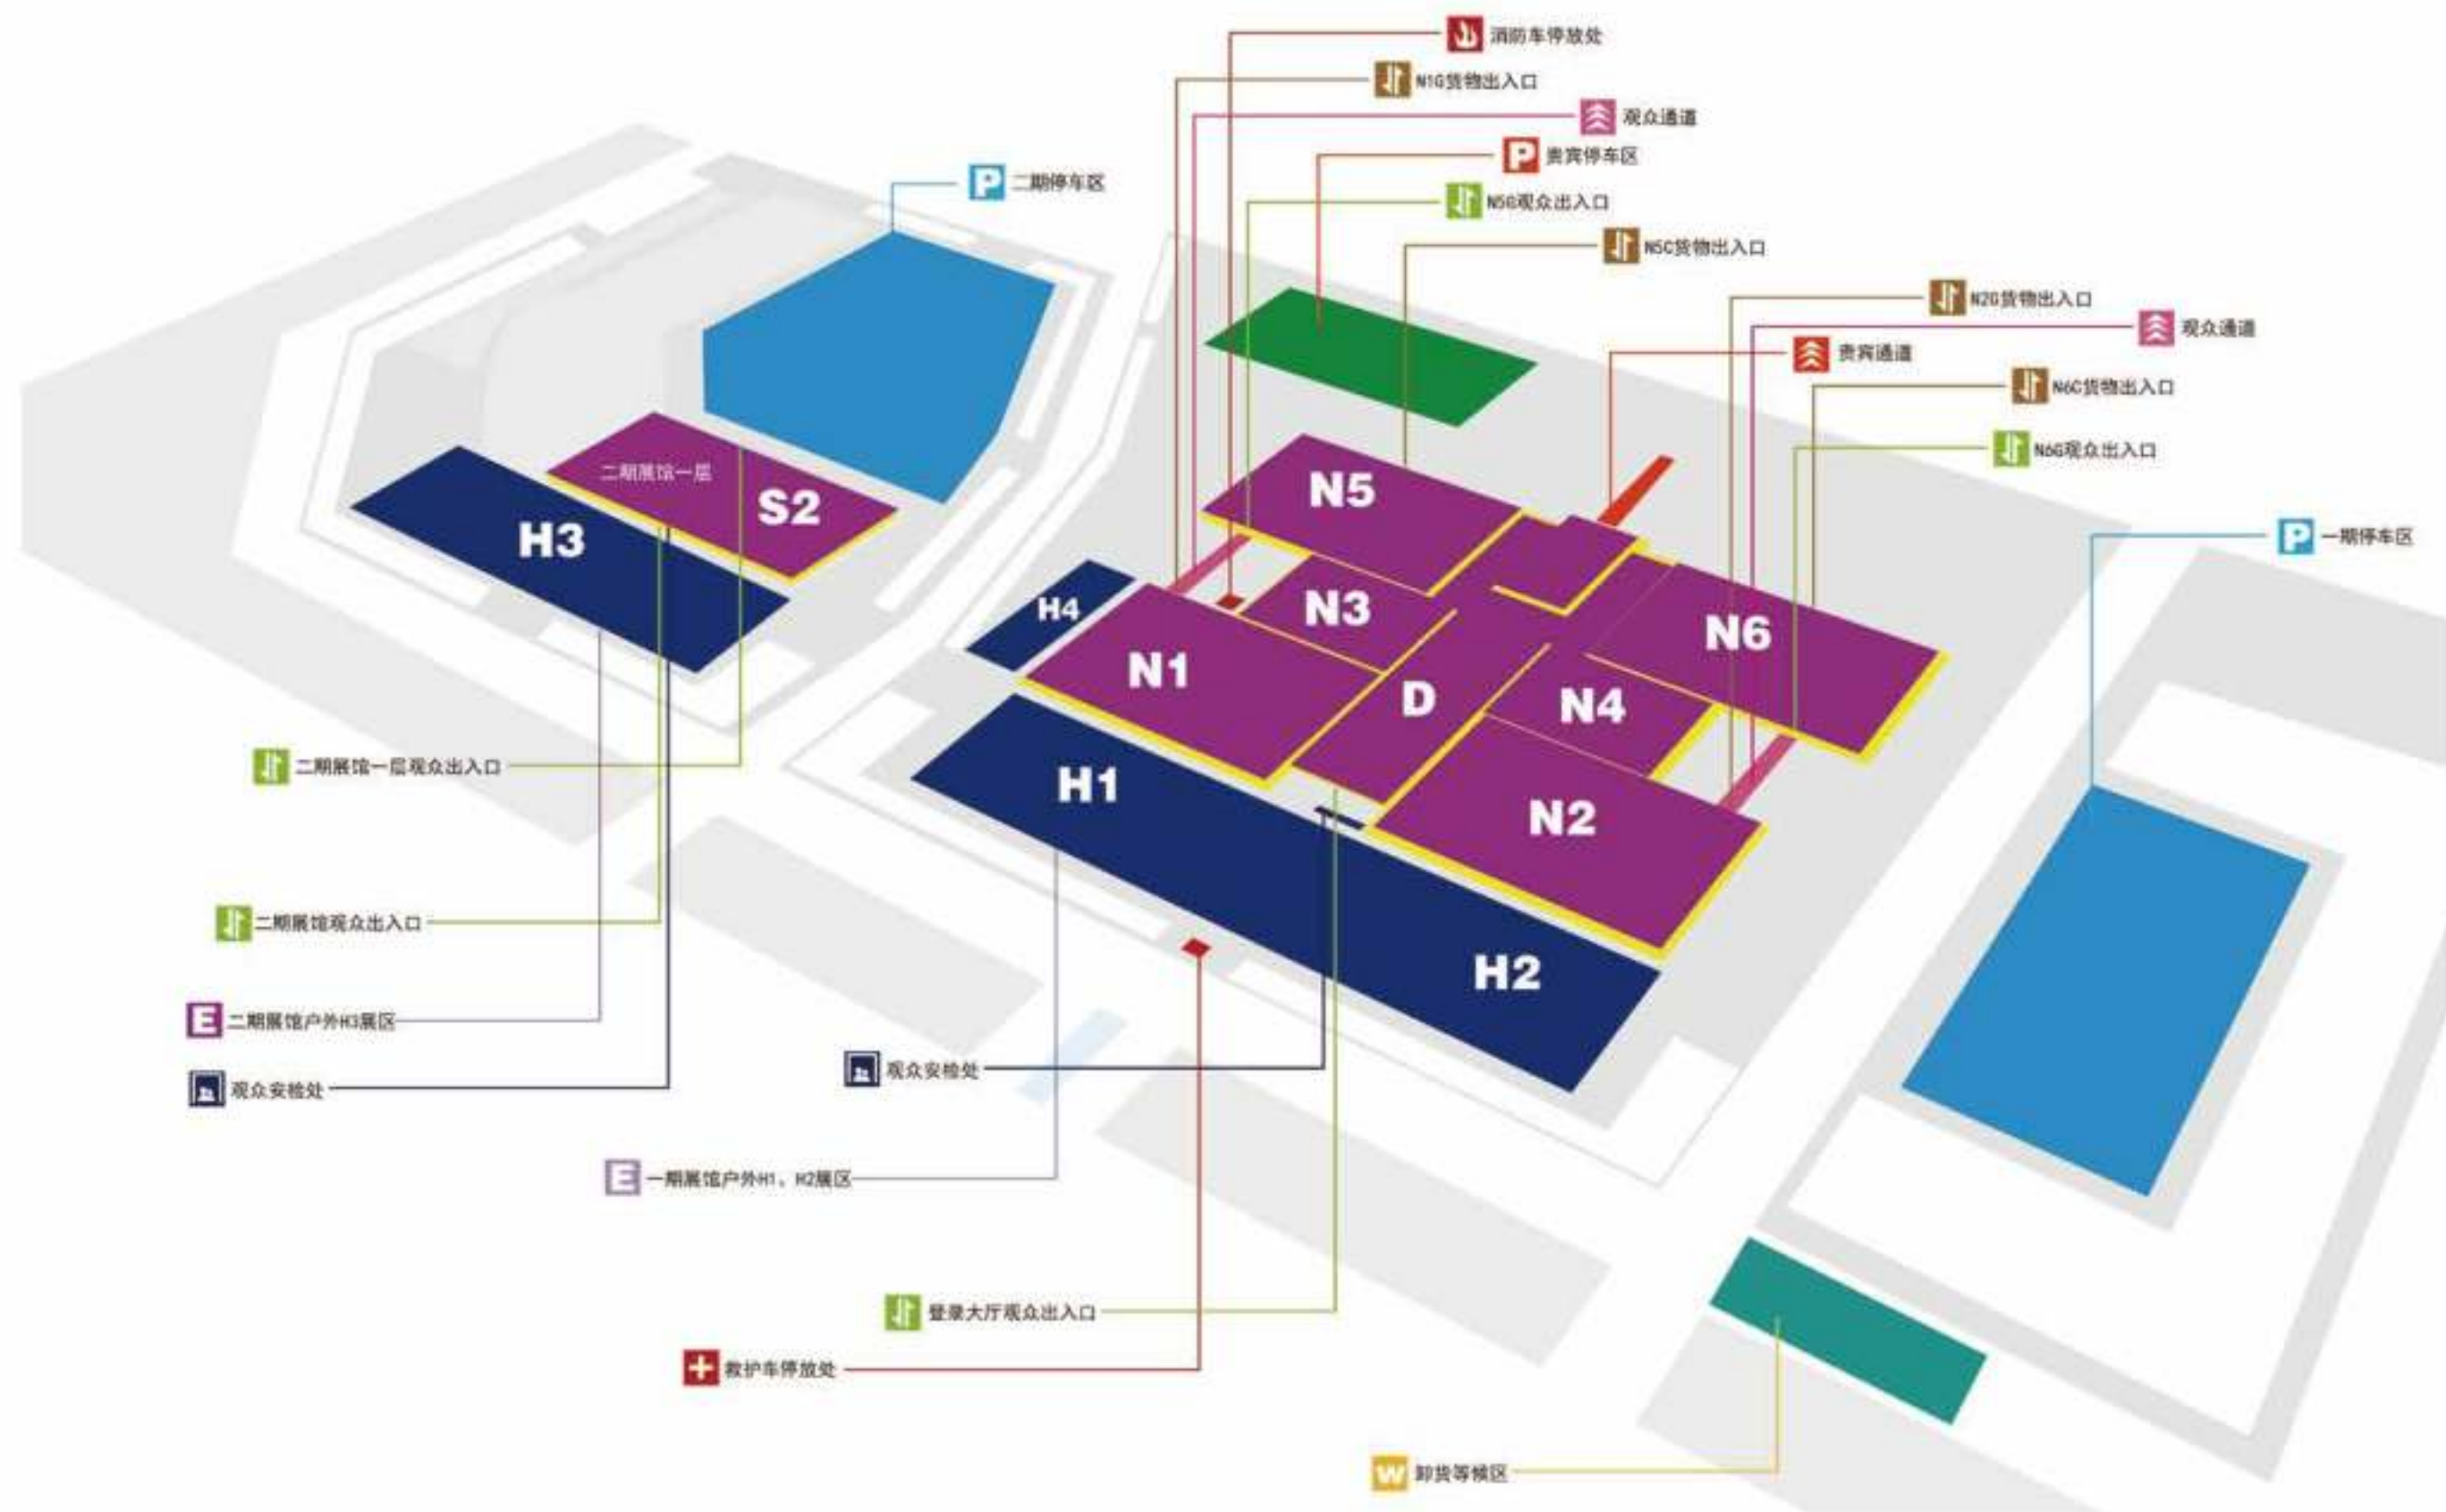 消防车停放处
N1G货物出入口
观众通道
P 贵宾停车区
P 二期停车区
N5G观众出入口
N5C货物出入口
N2G货物出入口
观众通道
贵宾通道
N6C货物出入口
N6G观众出入口
P 一期停车区
二期展馆一层
S2
H3
N5
N3
H4
N1
N6
D
N4
H1
N2
H2
二期展馆一层观众出入口
二期展馆观众出入口
E 二期展馆户外H3展区
观众安检处
观众安检处
E 一期展馆户外H1、H2展区
登录大厅观众出入口
救护车停放处
W 卸货等候区